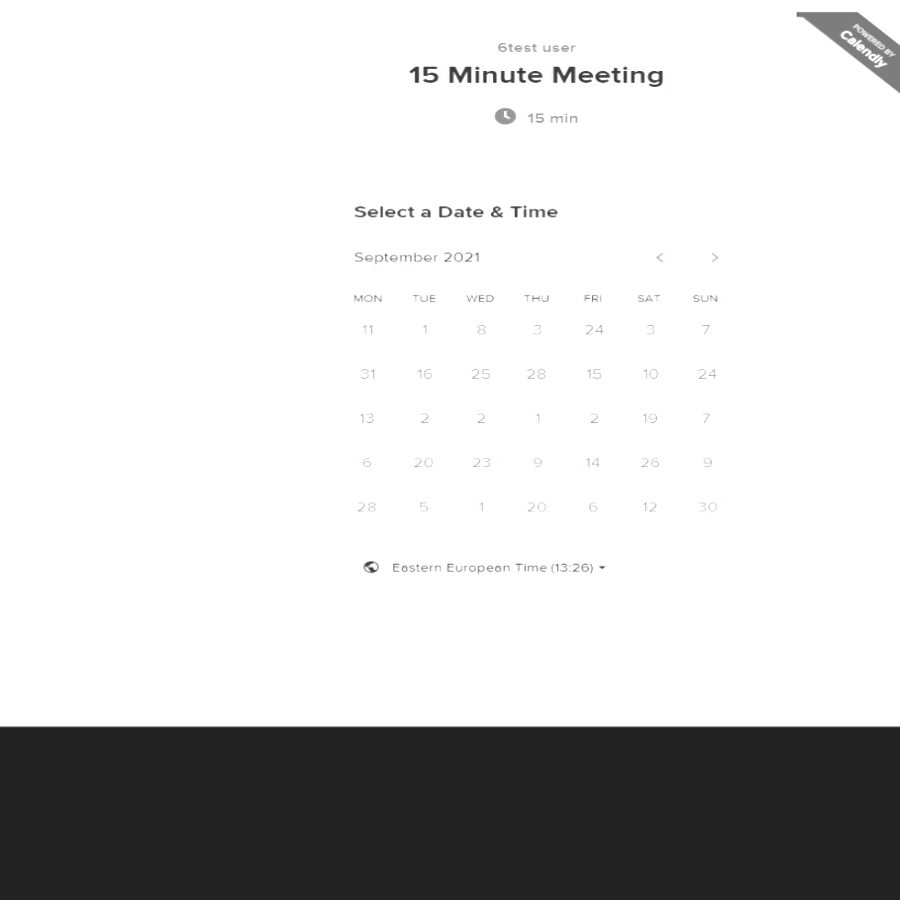 POWERED BY
Calendly
6test user
15 Minute Meeting
15 min
Select a Date & Time
September 2021 < >
MON TUE WED THU FRI SAT SUN
11 1 8 3 24 3 7
31 16 25 28 15 10 24
13 2 2 1 2 19 7
6 20 23 9 14 26 9
28 5 1 20 6 12 30
Eastern European Time (13:26)